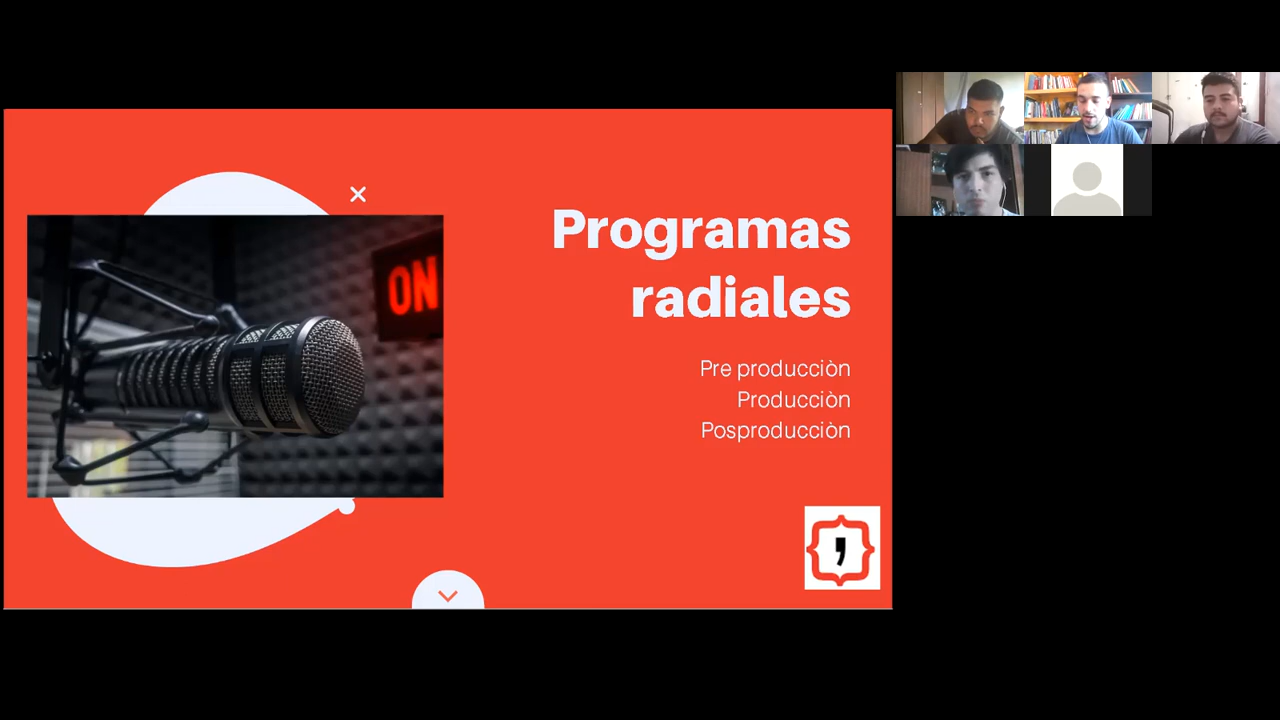 ON
Programas
radiales
Pre producciòn
Producciòn
Posproducciòn